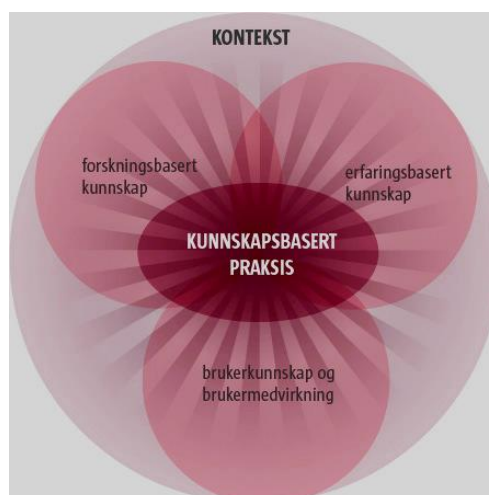 KONTEKST
forskningsbasert
kunnskap
erfaringsbasert
kunnskap
KUNNSKAPSBASERT
PRAKSIS
brukerkunnskap og
brukermedvirkning